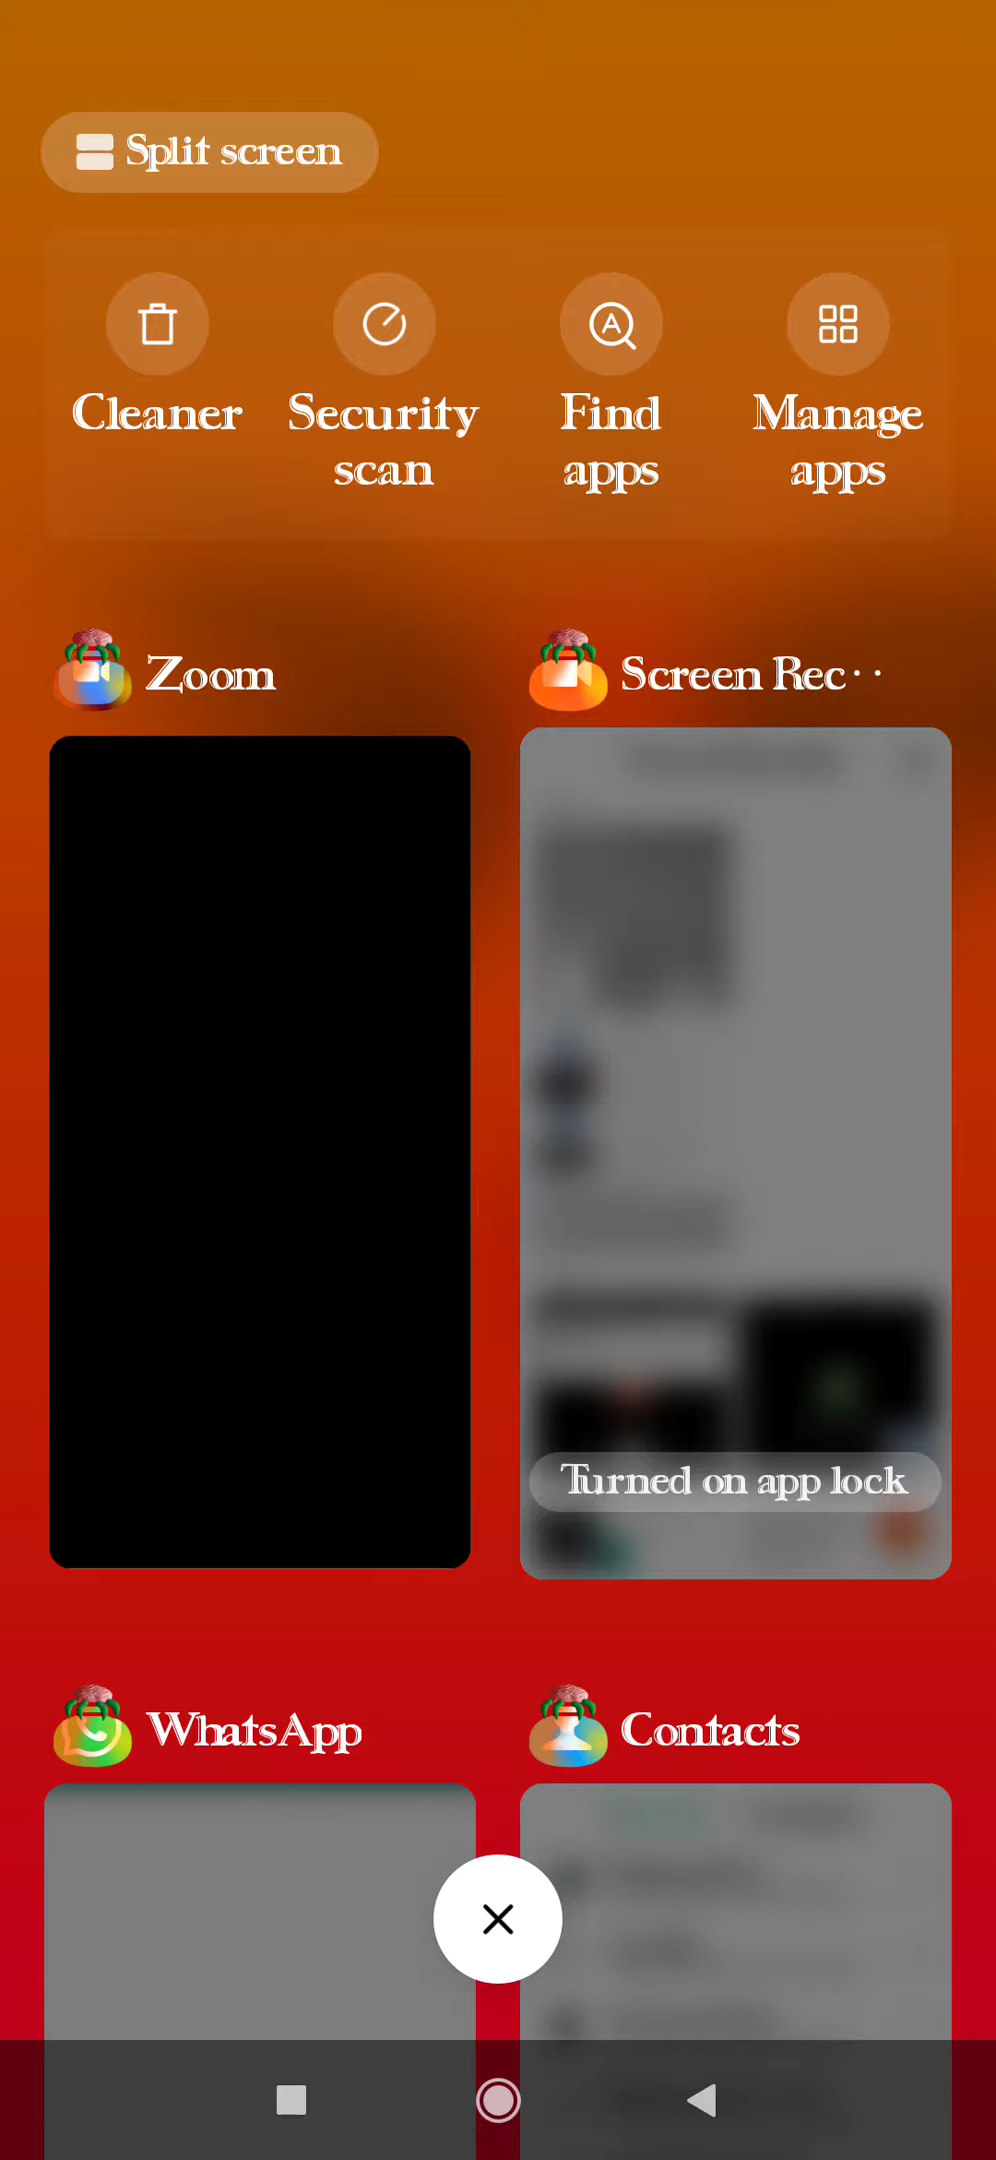 Split screen
Cleaner
Security scan
Find apps
Manage apps
Zoom
Screen Rec··
Turned on app lock
WhatsApp
Contacts